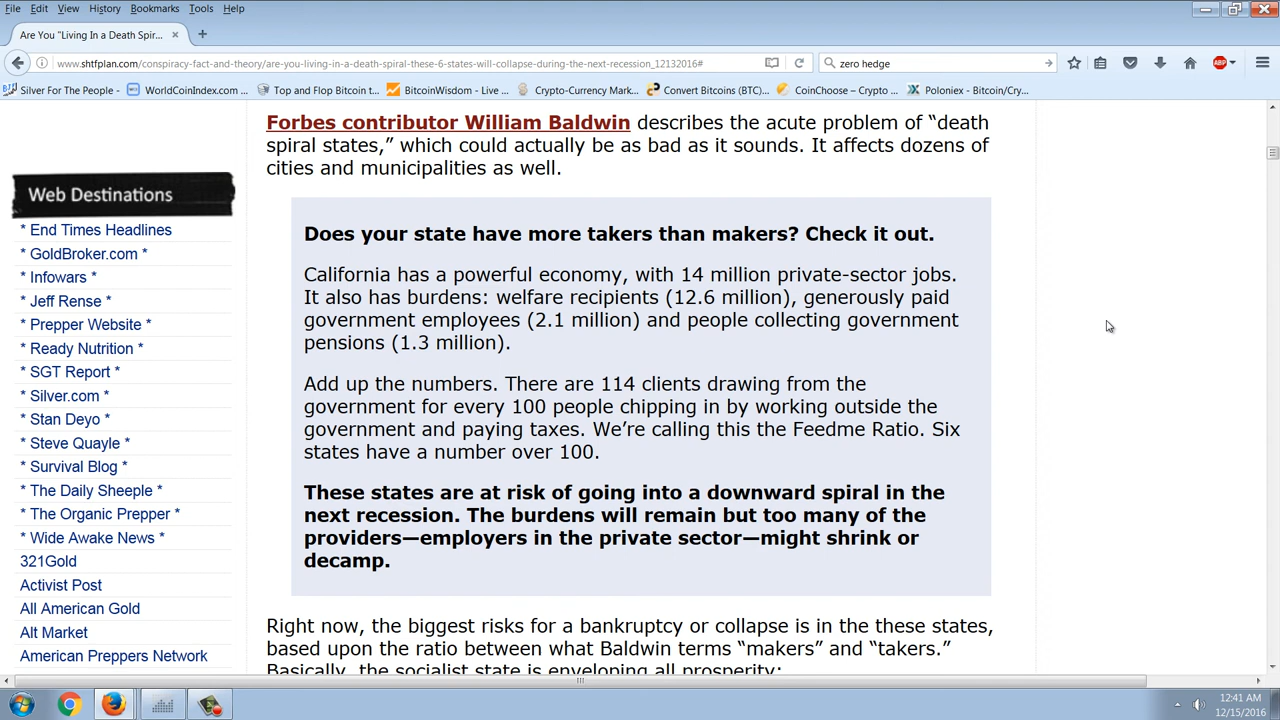 File Edit View History Bookmarks Tools Help
Are You "Living In a Death Spir...
www.shtfplan.com/conspiracy-fact-and-theory/are-you-living-in-a-death-spiral-these-6-states-will-collapse-during-the-next-recession_12132016#
zero hedge
ABP
Silver For The People - WorldCoinIndex.com ... Top and Flop Bitcoin t... BitcoinWisdom - Live ... Crypto-Currency Mark... Convert Bitcoins (BTC)... CoinChoose – Crypto ... Poloniex - Bitcoin/Cry...
Web Destinations
* End Times Headlines
* GoldBroker.com *
* Infowars *
* Jeff Rense *
* Prepper Website *
* Ready Nutrition *
* SGT Report *
* Silver.com *
* Stan Deyo *
* Steve Quayle *
* Survival Blog *
* The Daily Sheeple *
* The Organic Prepper *
* Wide Awake News *
321Gold
Activist Post
All American Gold
Alt Market
American Preppers Network
Forbes contributor William Baldwin describes the acute problem of “death
spiral states,” which could actually be as bad as it sounds. It affects dozens of
cities and municipalities as well.
Does your state have more takers than makers? Check it out.
California has a powerful economy, with 14 million private-sector jobs.
It also has burdens: welfare recipients (12.6 million), generously paid
government employees (2.1 million) and people collecting government
pensions (1.3 million).
Add up the numbers. There are 114 clients drawing from the
government for every 100 people chipping in by working outside the
government and paying taxes. We’re calling this the Feedme Ratio. Six
states have a number over 100.
These states are at risk of going into a downward spiral in the
next recession. The burdens will remain but too many of the
providers—employers in the private sector—might shrink or
decamp.
Right now, the biggest risks for a bankruptcy or collapse is in the these states,
based upon the ratio between what Baldwin terms “makers” and “takers.”
Basically, the socialist state is enveloping all prosperity:
12:41 AM
12/15/2016